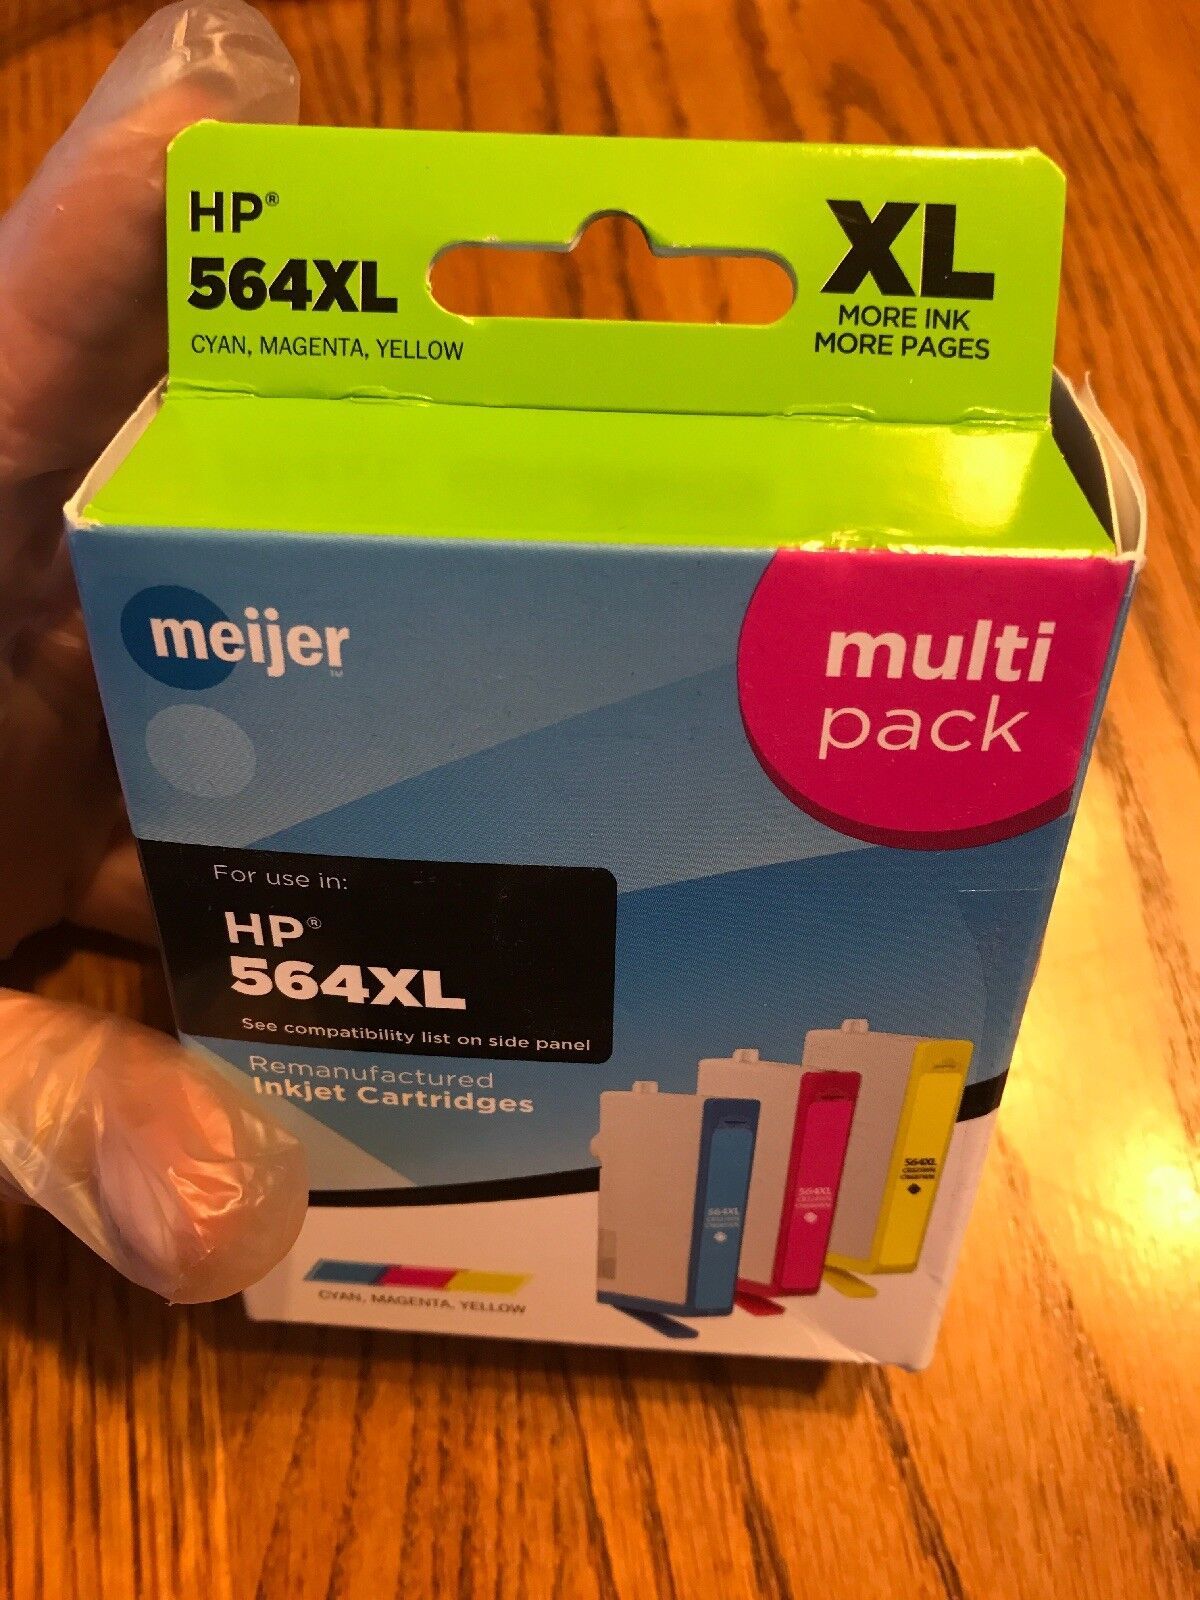 HP®
564XL
CYAN, MAGENTA, YELLOW
XL
MORE INK
MORE PAGES
meijer
multi
pack
For use in:
HP®
564XL
See compatibility list on side panel
Remanufactured
Inkjet Cartridges
CYAN, MAGENTA, YELLOW
564XL
564XL
564XL